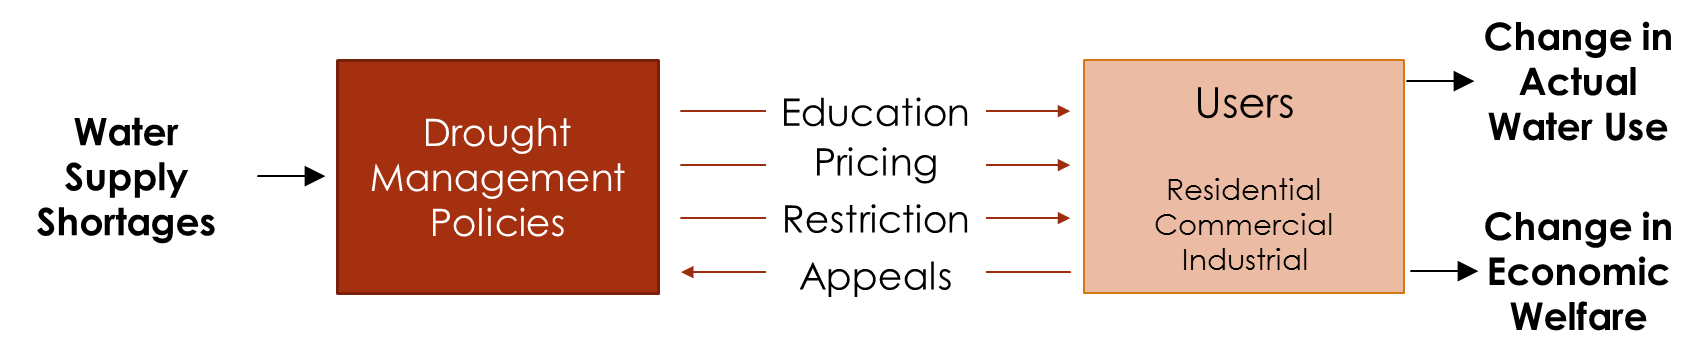 Water
Supply
Shortages
Drought
Management
Policies
Education
Pricing
Restriction
Appeals
Users
Residential
Commercial
Industrial
Change in
Actual
Water Use
Change in
Economic
Welfare